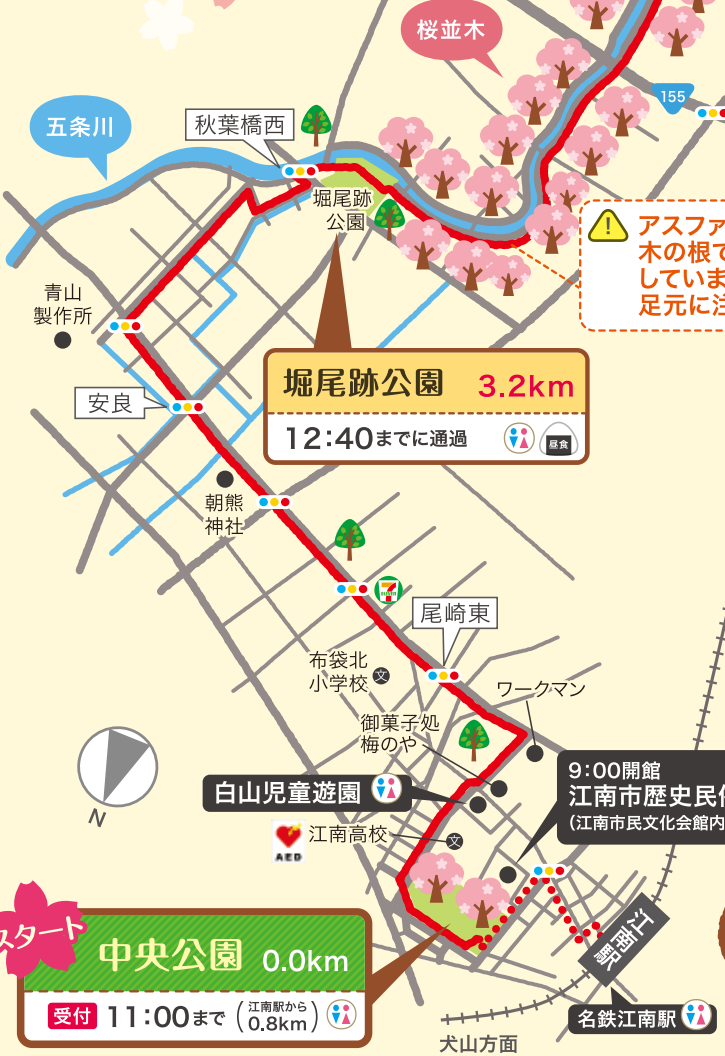 桜並木
155
五条川
秋葉橋西
堀尾跡
公園
アスファ
木の根で
していま
足元に注
青山
製作所
堀尾跡公園 3.2km
12:40までに通過
昼食
安良
朝熊
神社
7
ELEVEN
尾崎東
布袋北
小学校
文
ワークマン
御菓子処
梅のや
9:00開館
江南市歴史民
(江南市民文化会館内
白山児童遊園
N
AED
江南高校
文
スタート
中央公園 0.0km
受付 11:00まで (江南駅から
0.8km)
江南駅
名鉄江南駅
犬山方面